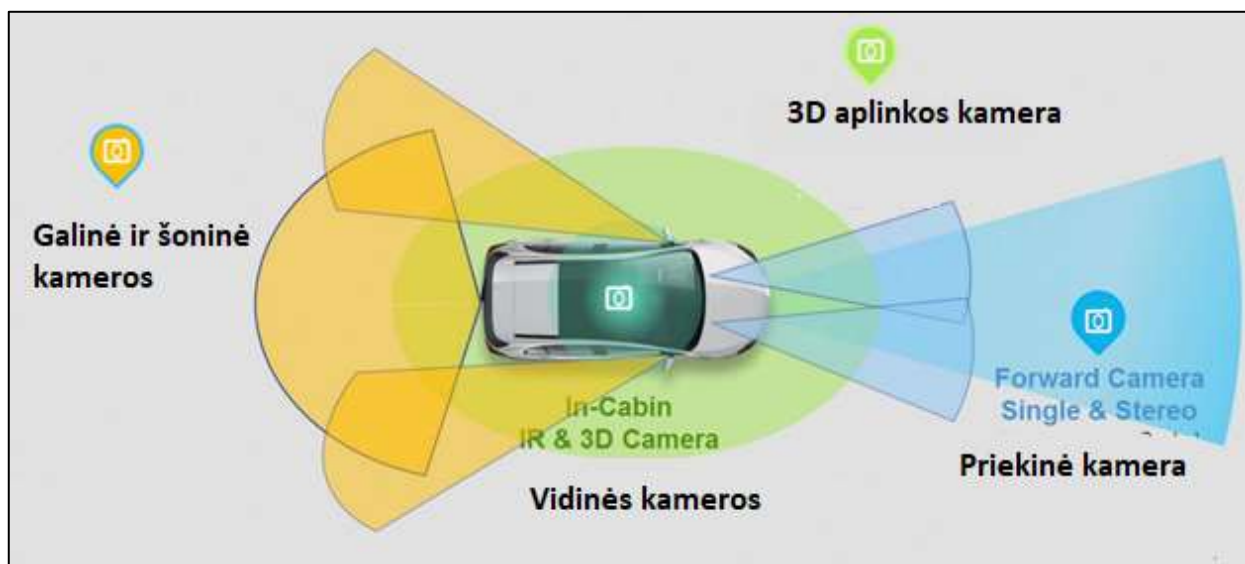 3D aplinkos kamera
Galinė ir šoninė
kameros
In-Cabin
IR & 3D Camera
Vidinės kameros
Forward Camera
Single & Stereo
Priekinė kamera